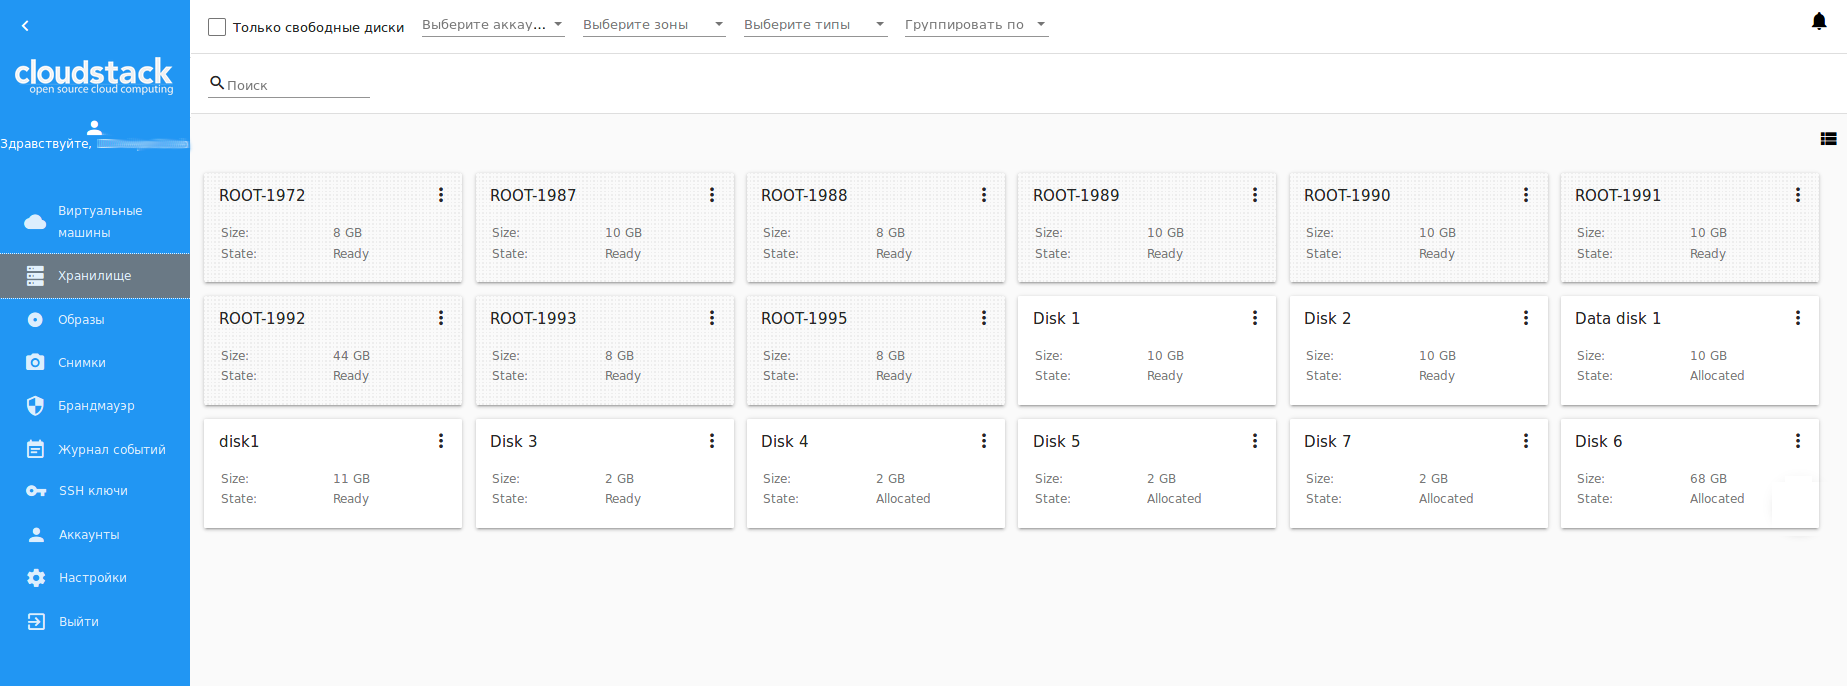 cloudstack
open source cloud computing
Здравствуйте,
Виртуальные
машины
Хранилище
Образы
Снимки
Брандмауэр
Журнал событий
SSH ключи
Аккаунты
Настройки
Выйти
Только свободные диски
Выберите аккау...
Выберите зоны
Выберите типы
Группировать по
Поиск
ROOT-1972
Size: 8 GB
State: Ready
ROOT-1987
Size: 10 GB
State: Ready
ROOT-1988
Size: 8 GB
State: Ready
ROOT-1989
Size: 10 GB
State: Ready
ROOT-1990
Size: 10 GB
State: Ready
ROOT-1991
Size: 10 GB
State: Ready
ROOT-1992
Size: 44 GB
State: Ready
ROOT-1993
Size: 8 GB
State: Ready
ROOT-1995
Size: 8 GB
State: Ready
Disk 1
Size: 10 GB
State: Ready
Disk 2
Size: 10 GB
State: Ready
Data disk 1
Size: 10 GB
State: Allocated
disk1
Size: 11 GB
State: Ready
Disk 3
Size: 2 GB
State: Ready
Disk 4
Size: 2 GB
State: Allocated
Disk 5
Size: 2 GB
State: Allocated
Disk 7
Size: 2 GB
State: Allocated
Disk 6
Size: 68 GB
State: Allocated